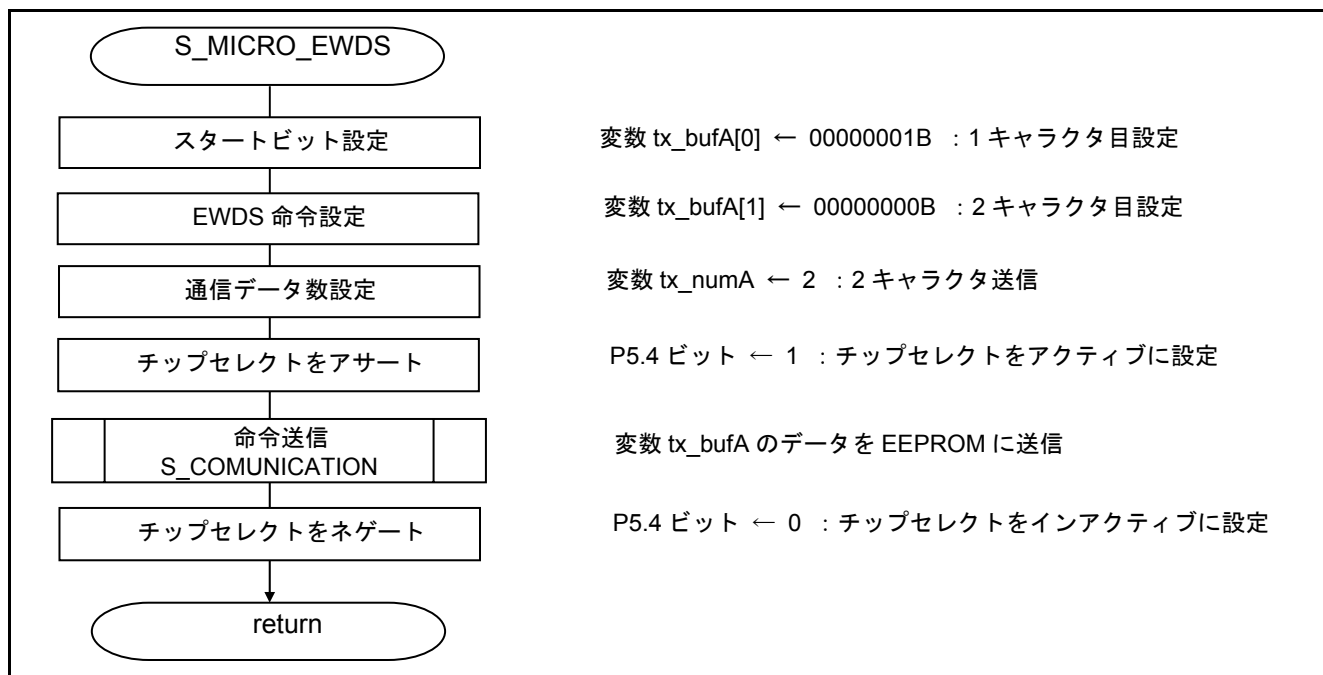 S_MICRO_EWDS
スタートビット設定
変数 tx_bufA[0] ← 00000001B ：1 キャラクタ目設定
EWDS 命令設定
変数 tx_bufA[1] ← 00000000B ：2 キャラクタ目設定
通信データ数設定
変数 tx_numA ← 2 ：2 キャラクタ送信
チップセレクトをアサート
P5.4 ビット ← 1 ：チップセレクトをアクティブに設定
命令送信
S_COMUNICATION
変数 tx_bufA のデータを EEPROM に送信
チップセレクトをネゲート
P5.4 ビット ← 0 ：チップセレクトをインアクティブに設定
return